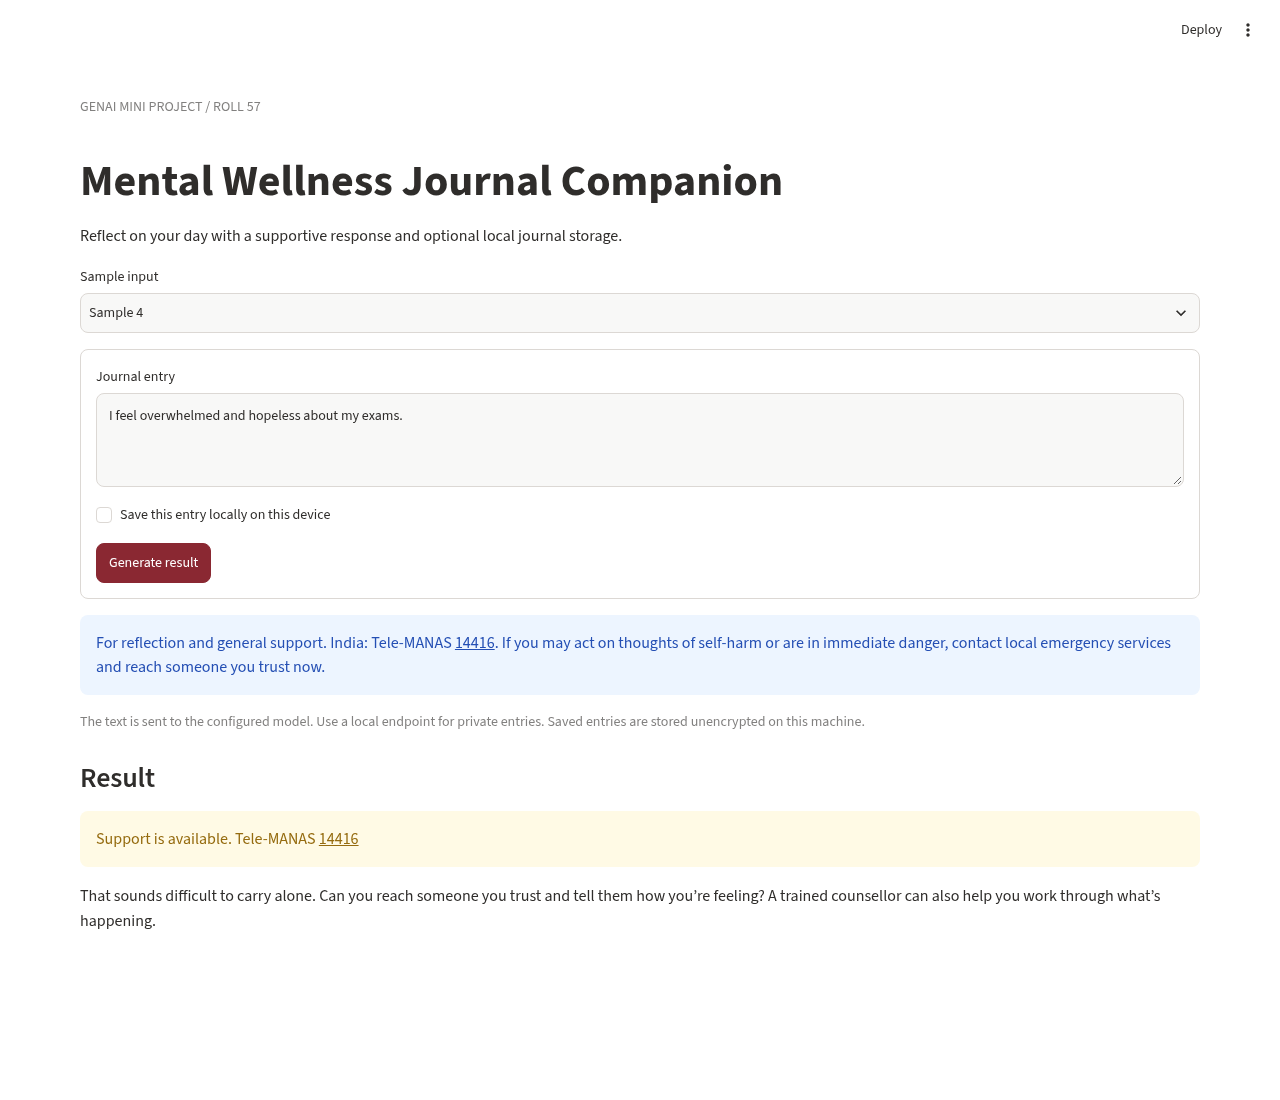 Deploy
GENAI MINI PROJECT / ROLL 57
Mental Wellness Journal Companion
Reflect on your day with a supportive response and optional local journal storage.
Sample input
Sample 4
Journal entry
I feel overwhelmed and hopeless about my exams.
Save this entry locally on this device
Generate result
For reflection and general support. India: Tele-MANAS 14416. If you may act on thoughts of self-harm or are in immediate danger, contact local emergency services
and reach someone you trust now.
The text is sent to the configured model. Use a local endpoint for private entries. Saved entries are stored unencrypted on this machine.
Result
Support is available. Tele-MANAS 14416
That sounds difficult to carry alone. Can you reach someone you trust and tell them how you’re feeling? A trained counsellor can also help you work through what’s
happening.